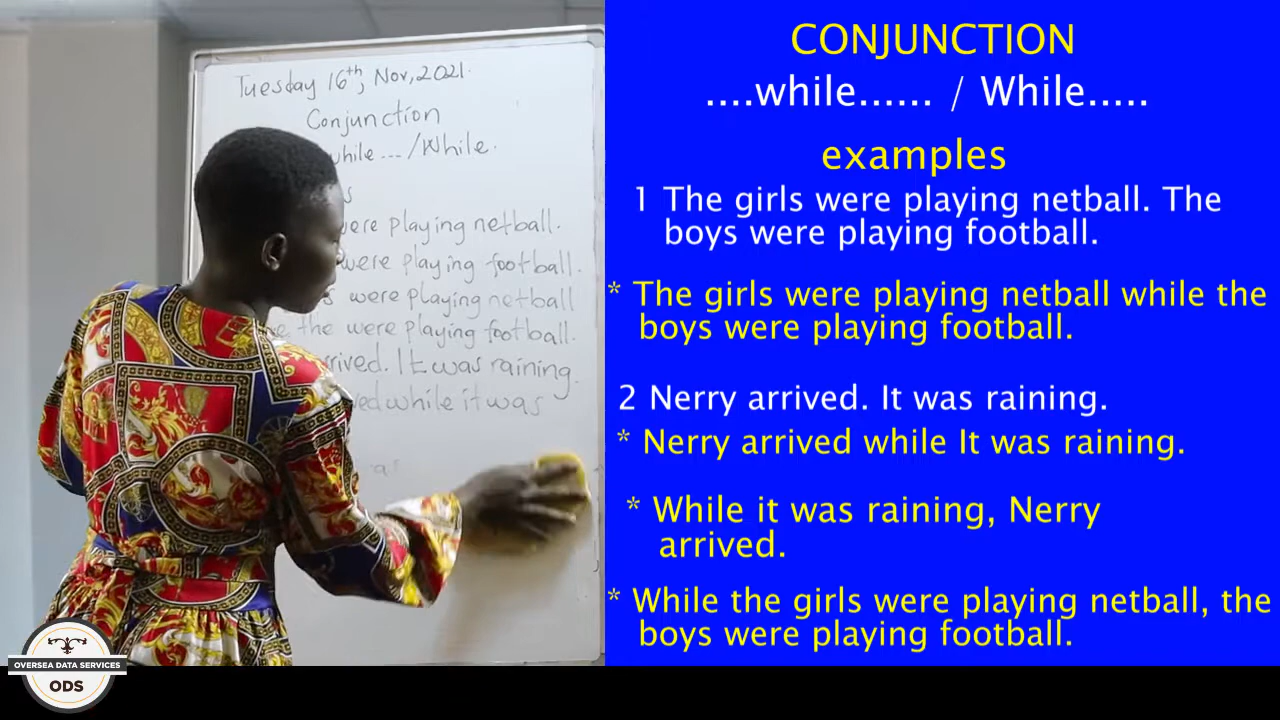 Tuesday 16th, Nov, 2021.
Conjunction
while ... / While.
s
were playing netball.
were playing football.
s were playing netball
the were playing football.
rrived. It was raining.
ved while it was
CONJUNCTION
....while...... / While.....
examples
1 The girls were playing netball. The
boys were playing football.
* The girls were playing netball while the
boys were playing football.
2 Nerry arrived. It was raining.
* Nerry arrived while It was raining.
* While it was raining, Nerry
arrived.
* While the girls were playing netball, the
boys were playing football.
OVERSEA DATA SERVICES
ODS